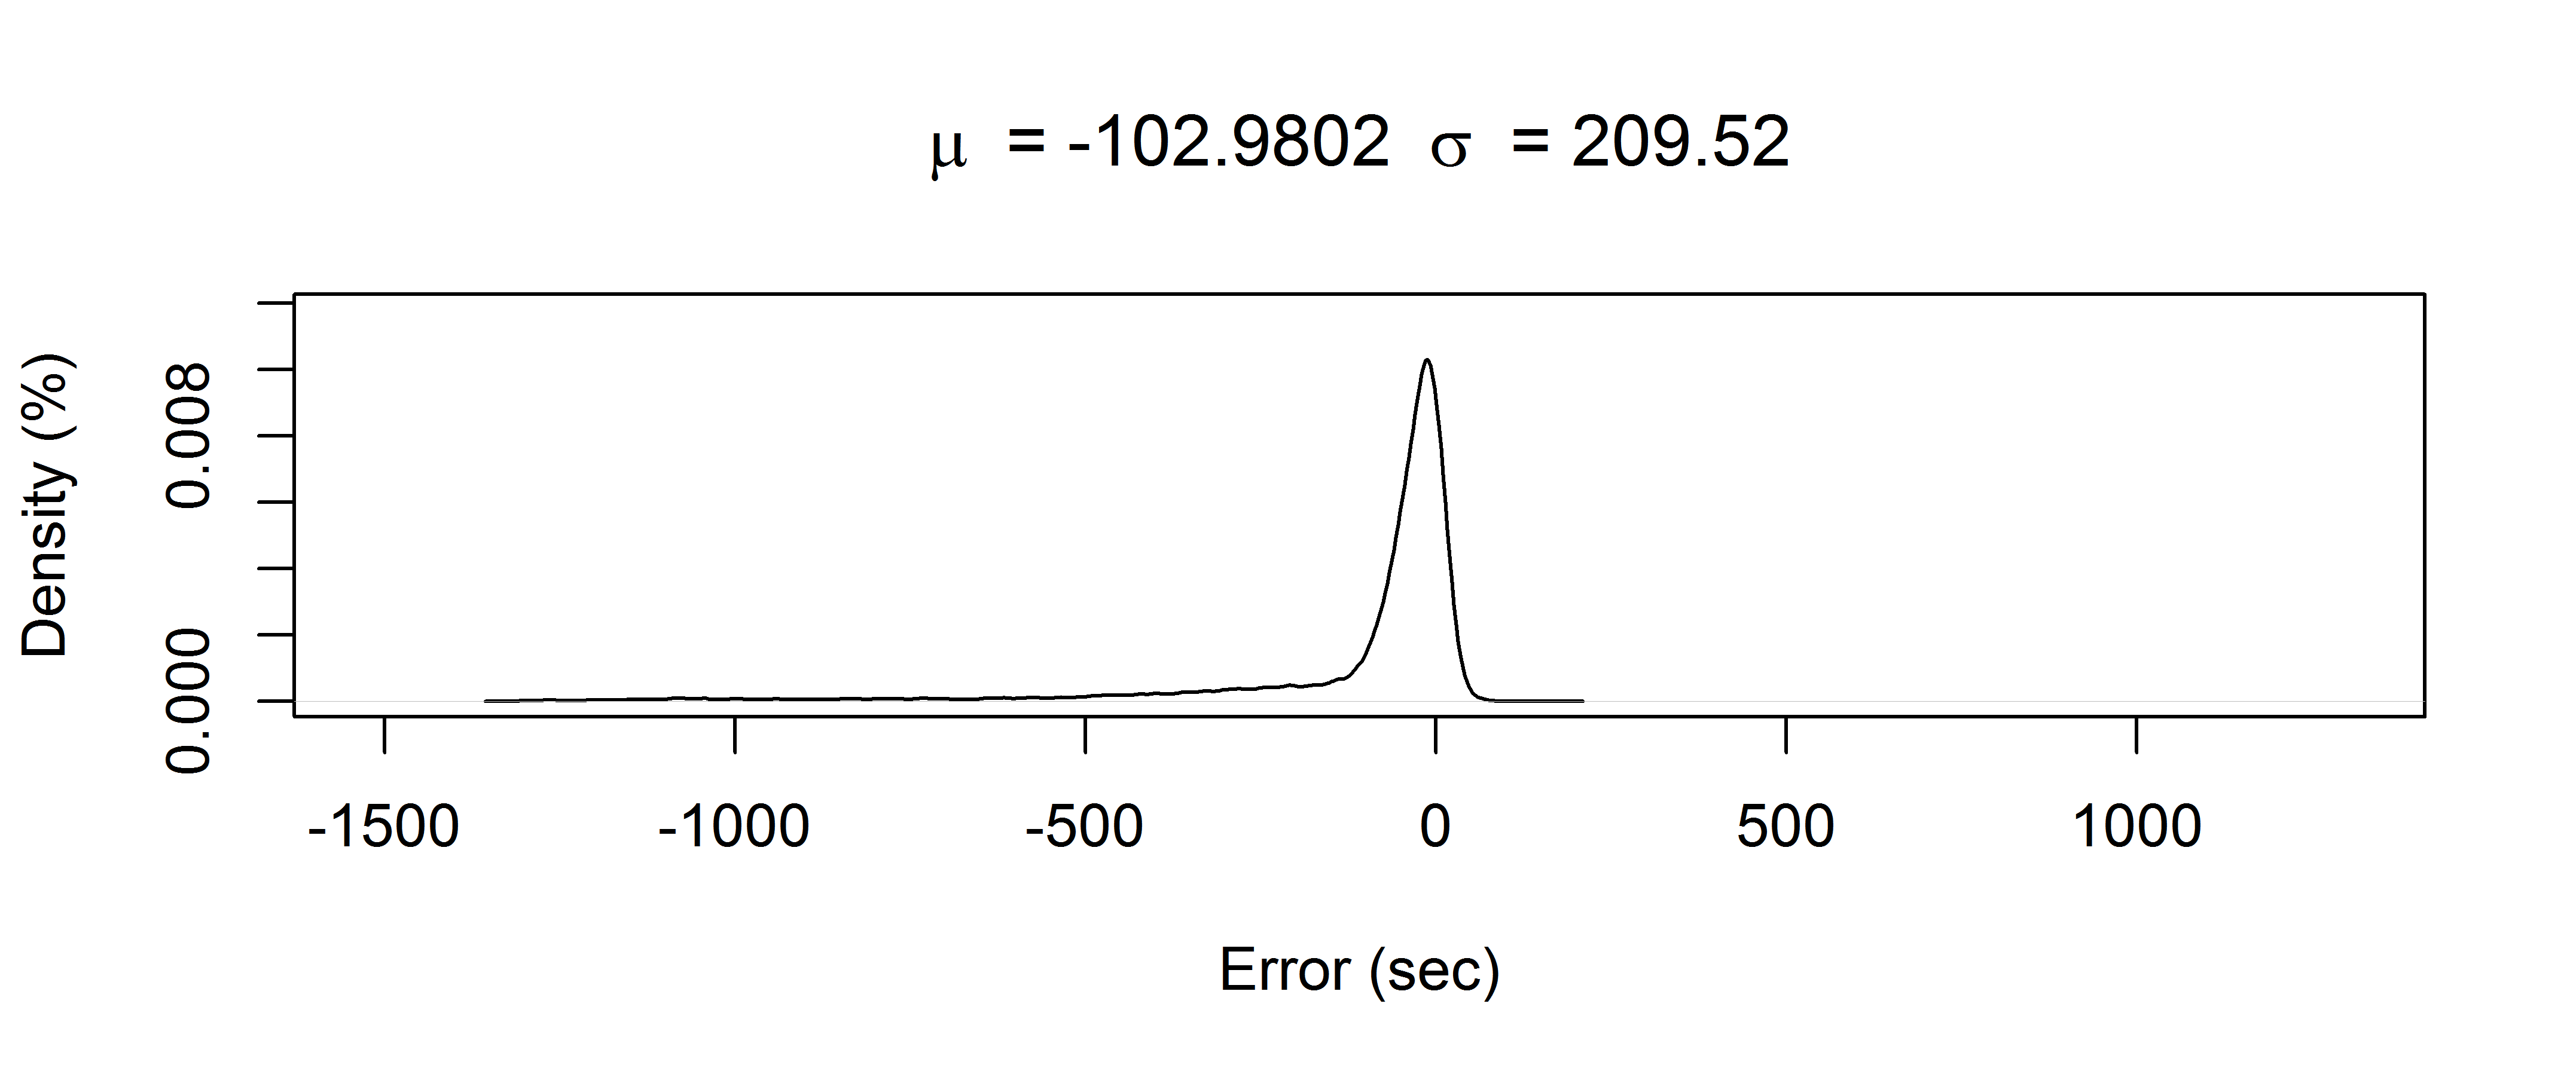 μ = -102.9802 σ = 209.52
Density (%)
0.008
0.000
-1500 -1000 -500 0 500 1000
Error (sec)